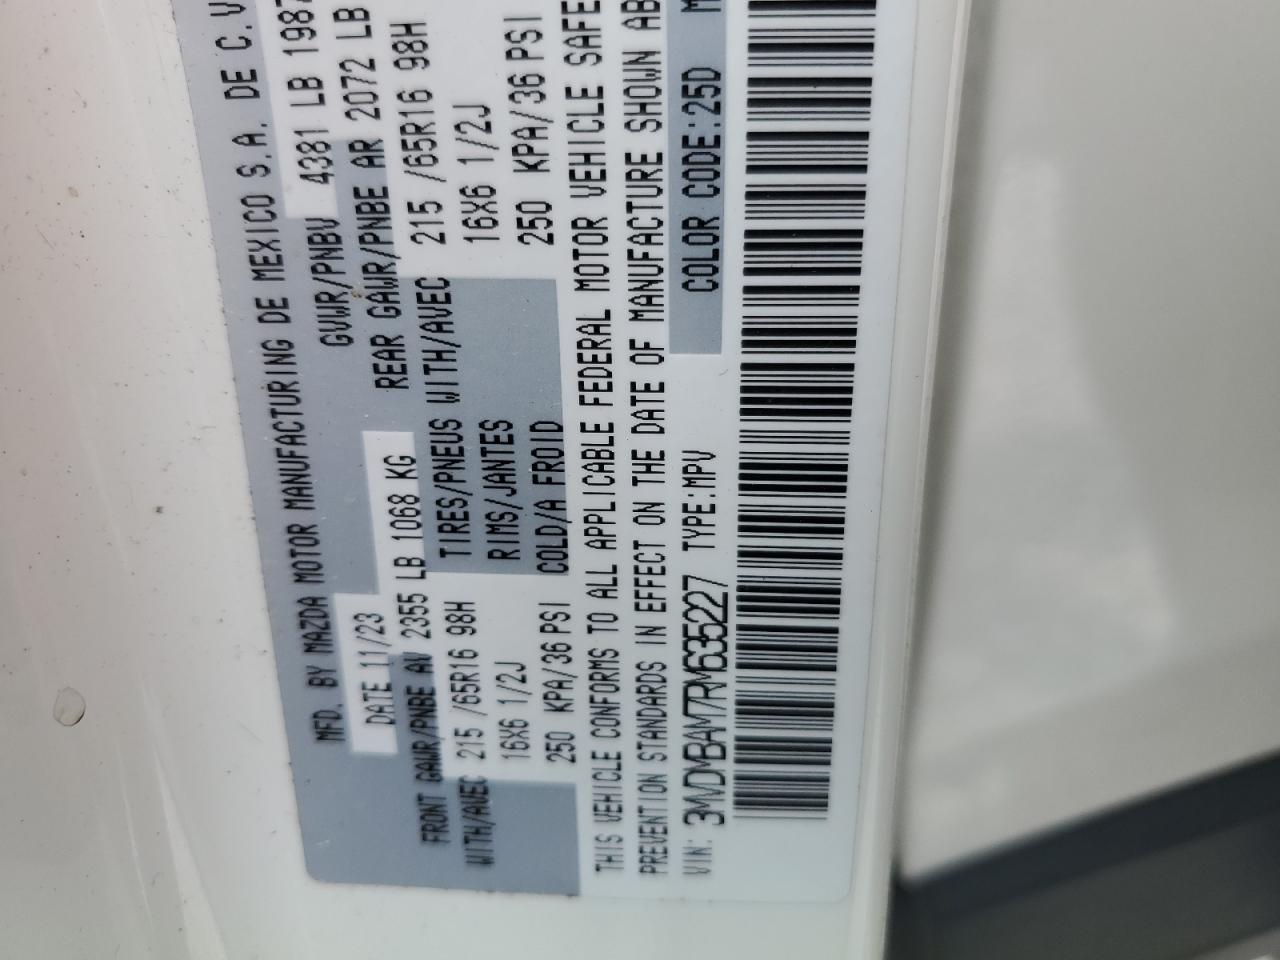 MFD. BY MAZDA MOTOR MANUFACTURING DE MEXICO S.A. DE C.V
DATE 11/23
GVWR/PNBV 4381 LB 1987
FRONT GAWR/PNBE AV 2355 LB 1068 KG
REAR GAWR/PNBE AR 2072 LB
WITH/AVEC 215 /65R16 98H
TIRES/PNEUS WITH/AVEC 215 /65R16 98H
16X6 1/2J RIMS/JANTES 16X6 1/2J
250 KPA/36 PSI COLD/A FROID 250 KPA/36 PSI
THIS VEHICLE CONFORMS TO ALL APPLICABLE FEDERAL MOTOR VEHICLE SAFE
PREVENTION STANDARDS IN EFFECT ON THE DATE OF MANUFACTURE SHOWN AB
VIN: 3MVDMBAM7RM635227 TYPE:MPV COLOR CODE:25D